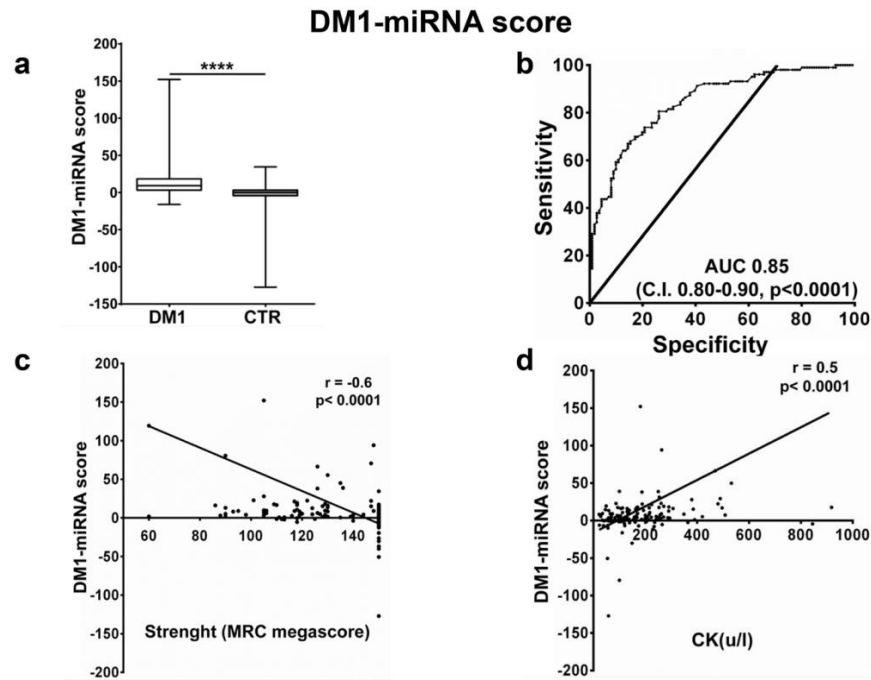 DM1-miRNA score
a
DM1-miRNA score
200
150
100
50
0
-50
-100
-150
****
DM1
CTR
b
Sensitivity
100
80
60
40
20
0
AUC 0.85
(C.I. 0.80-0.90, p<0.0001)
0
20
40
60
80
100
Specificity
c
DM1-miRNA score
200
150
100
50
0
-50
-100
-150
-200
r = -0.6
p< 0.0001
60
80
100
120
140
Strenght (MRC megascore)
d
DM1-miRNA score
200
150
100
50
0
-50
-100
-150
-200
r = 0.5
p< 0.0001
200
400
600
800
1000
CK(u/l)